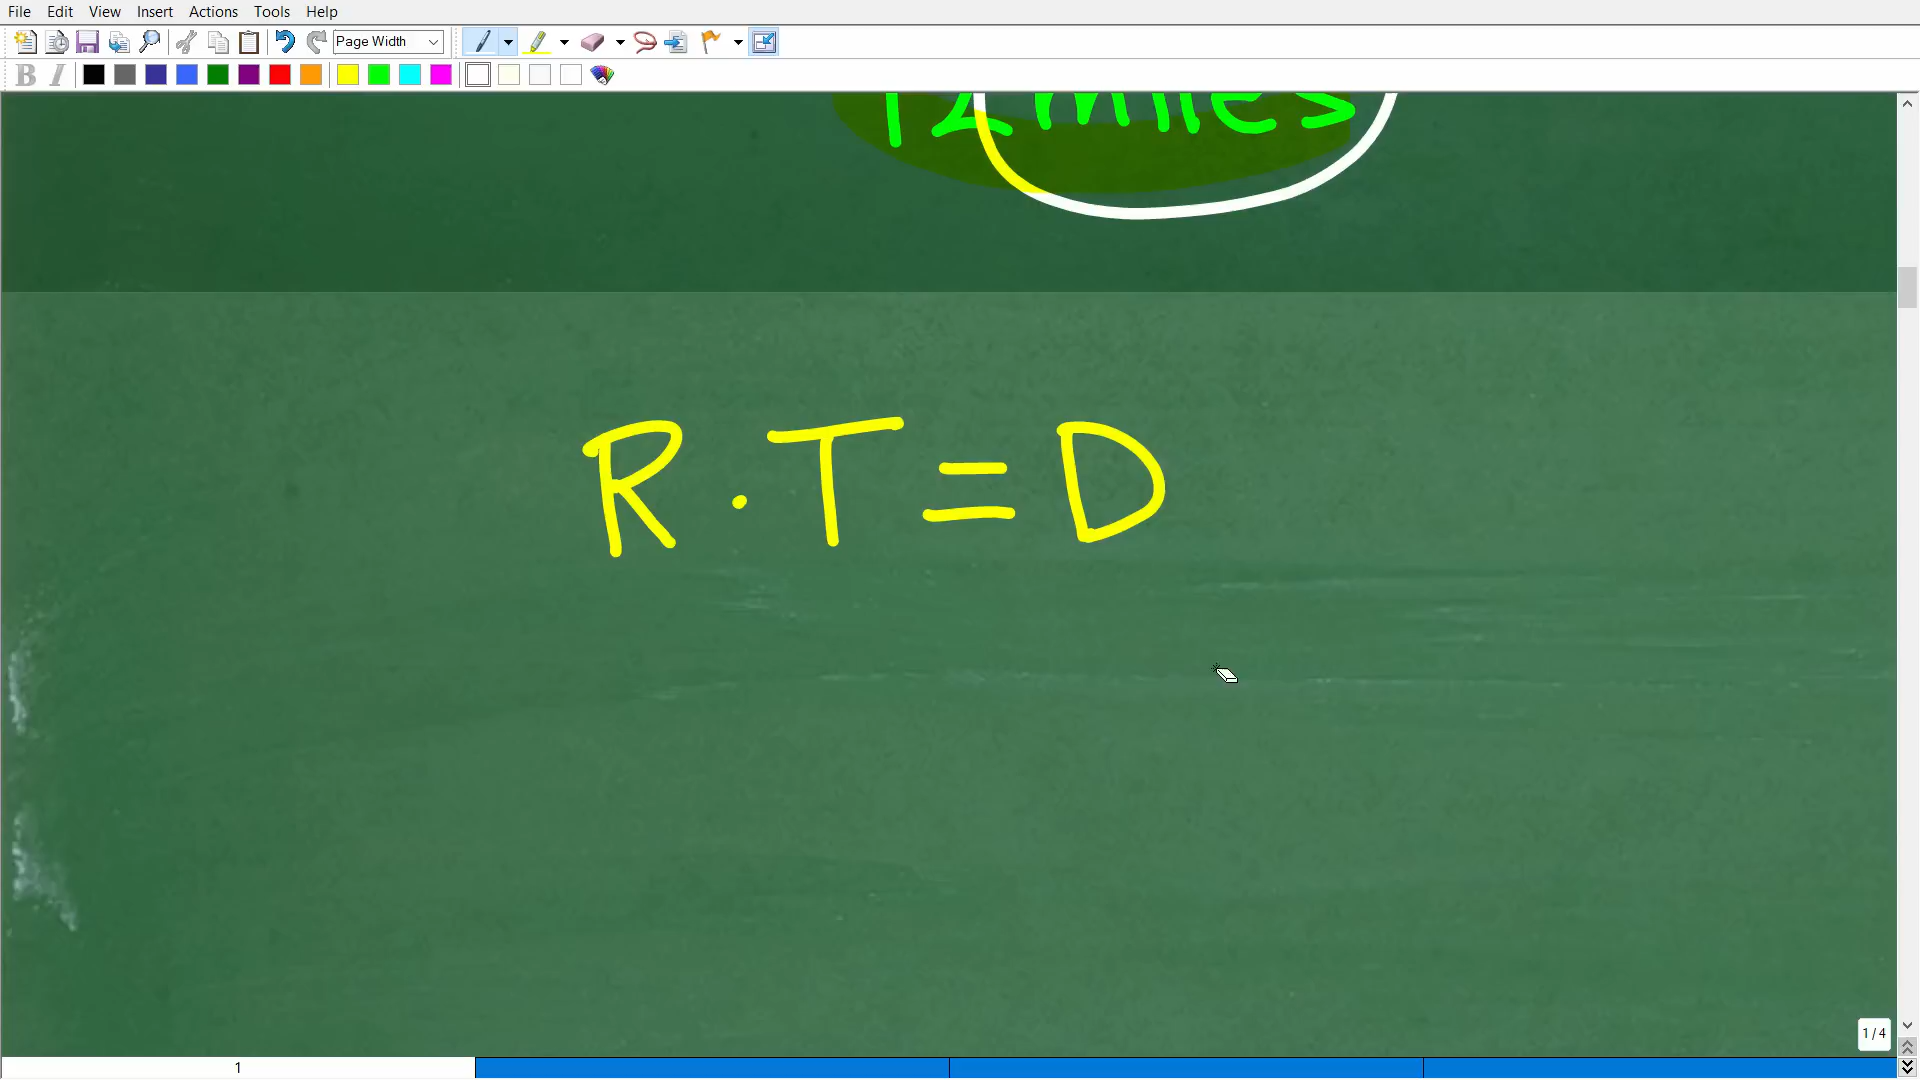 File Edit View Insert Actions Tools Help
Page Width
B I
12 miles
R · T = D
1 / 4
1